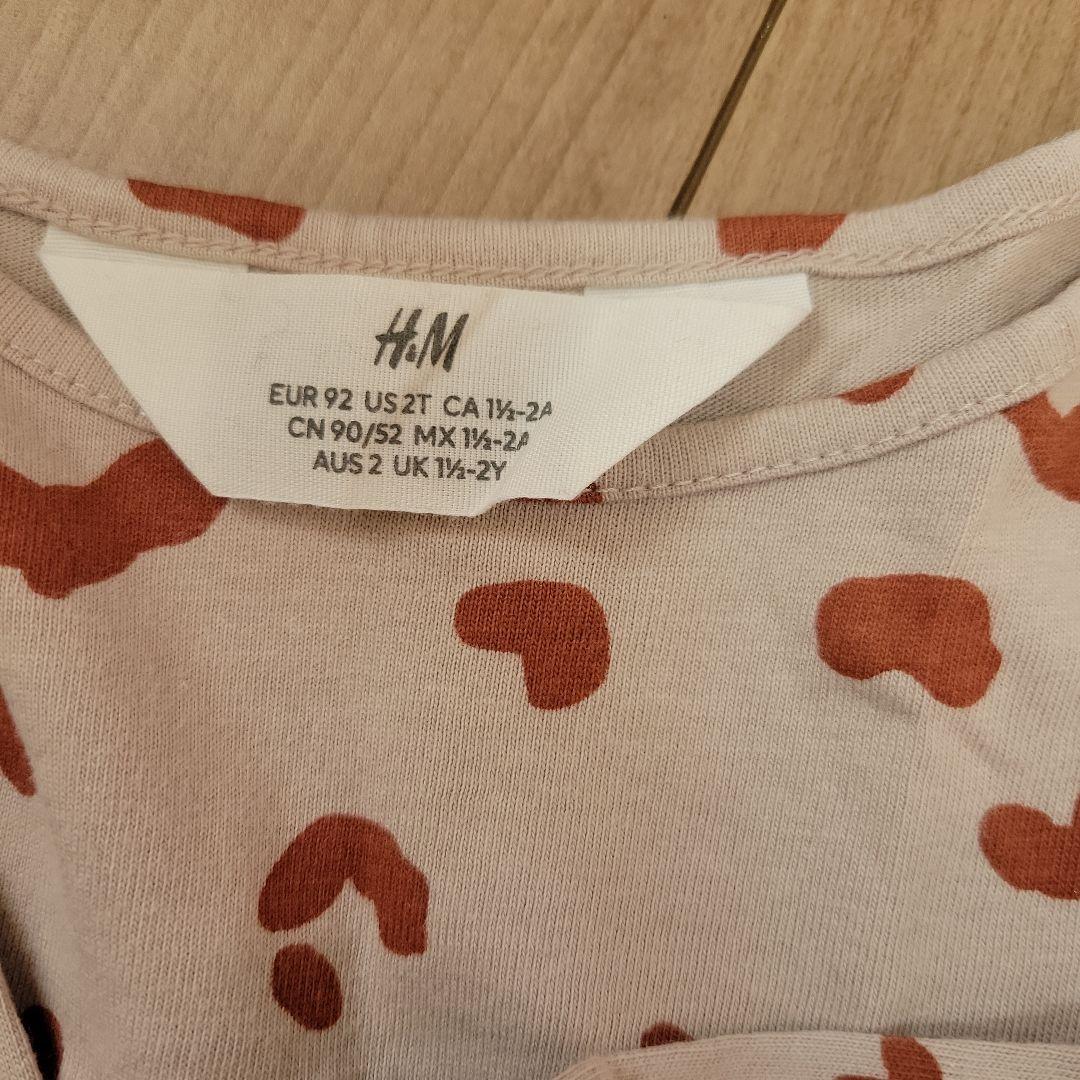 H&M
EUR 92 US 2T CA 1½-2A
CN 90/52 MX 1½-2A
AUS 2 UK 1½-2Y